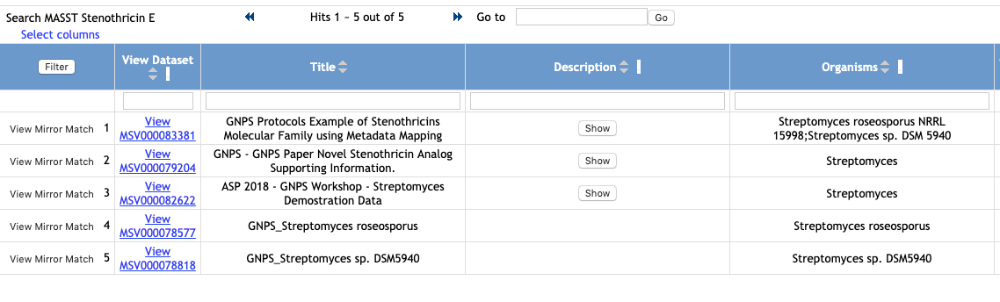 Search MASST Stenothricin E
Hits 1 ~ 5 out of 5
Go to
Go
Select columns
Filter
View Dataset
Title
Description
Organisms
View Mirror Match 1
View
MSV000083381
GNPS Protocols Example of Stenothricins
Molecular Family using Metadata Mapping
Show
Streptomyces roseosporus NRRL
15998;Streptomyces sp. DSM 5940
View Mirror Match 2
View
MSV000079204
GNPS - GNPS Paper Novel Stenothricin Analog
Supporting Information.
Show
Streptomyces
View Mirror Match 3
View
MSV000082622
ASP 2018 - GNPS Workshop - Streptomyces
Demostration Data
Show
Streptomyces
View Mirror Match 4
View
MSV000078577
GNPS_Streptomyces roseosporus
Streptomyces roseosporus
View Mirror Match 5
View
MSV000078818
GNPS_Streptomyces sp. DSM5940
Streptomyces sp. DSM5940